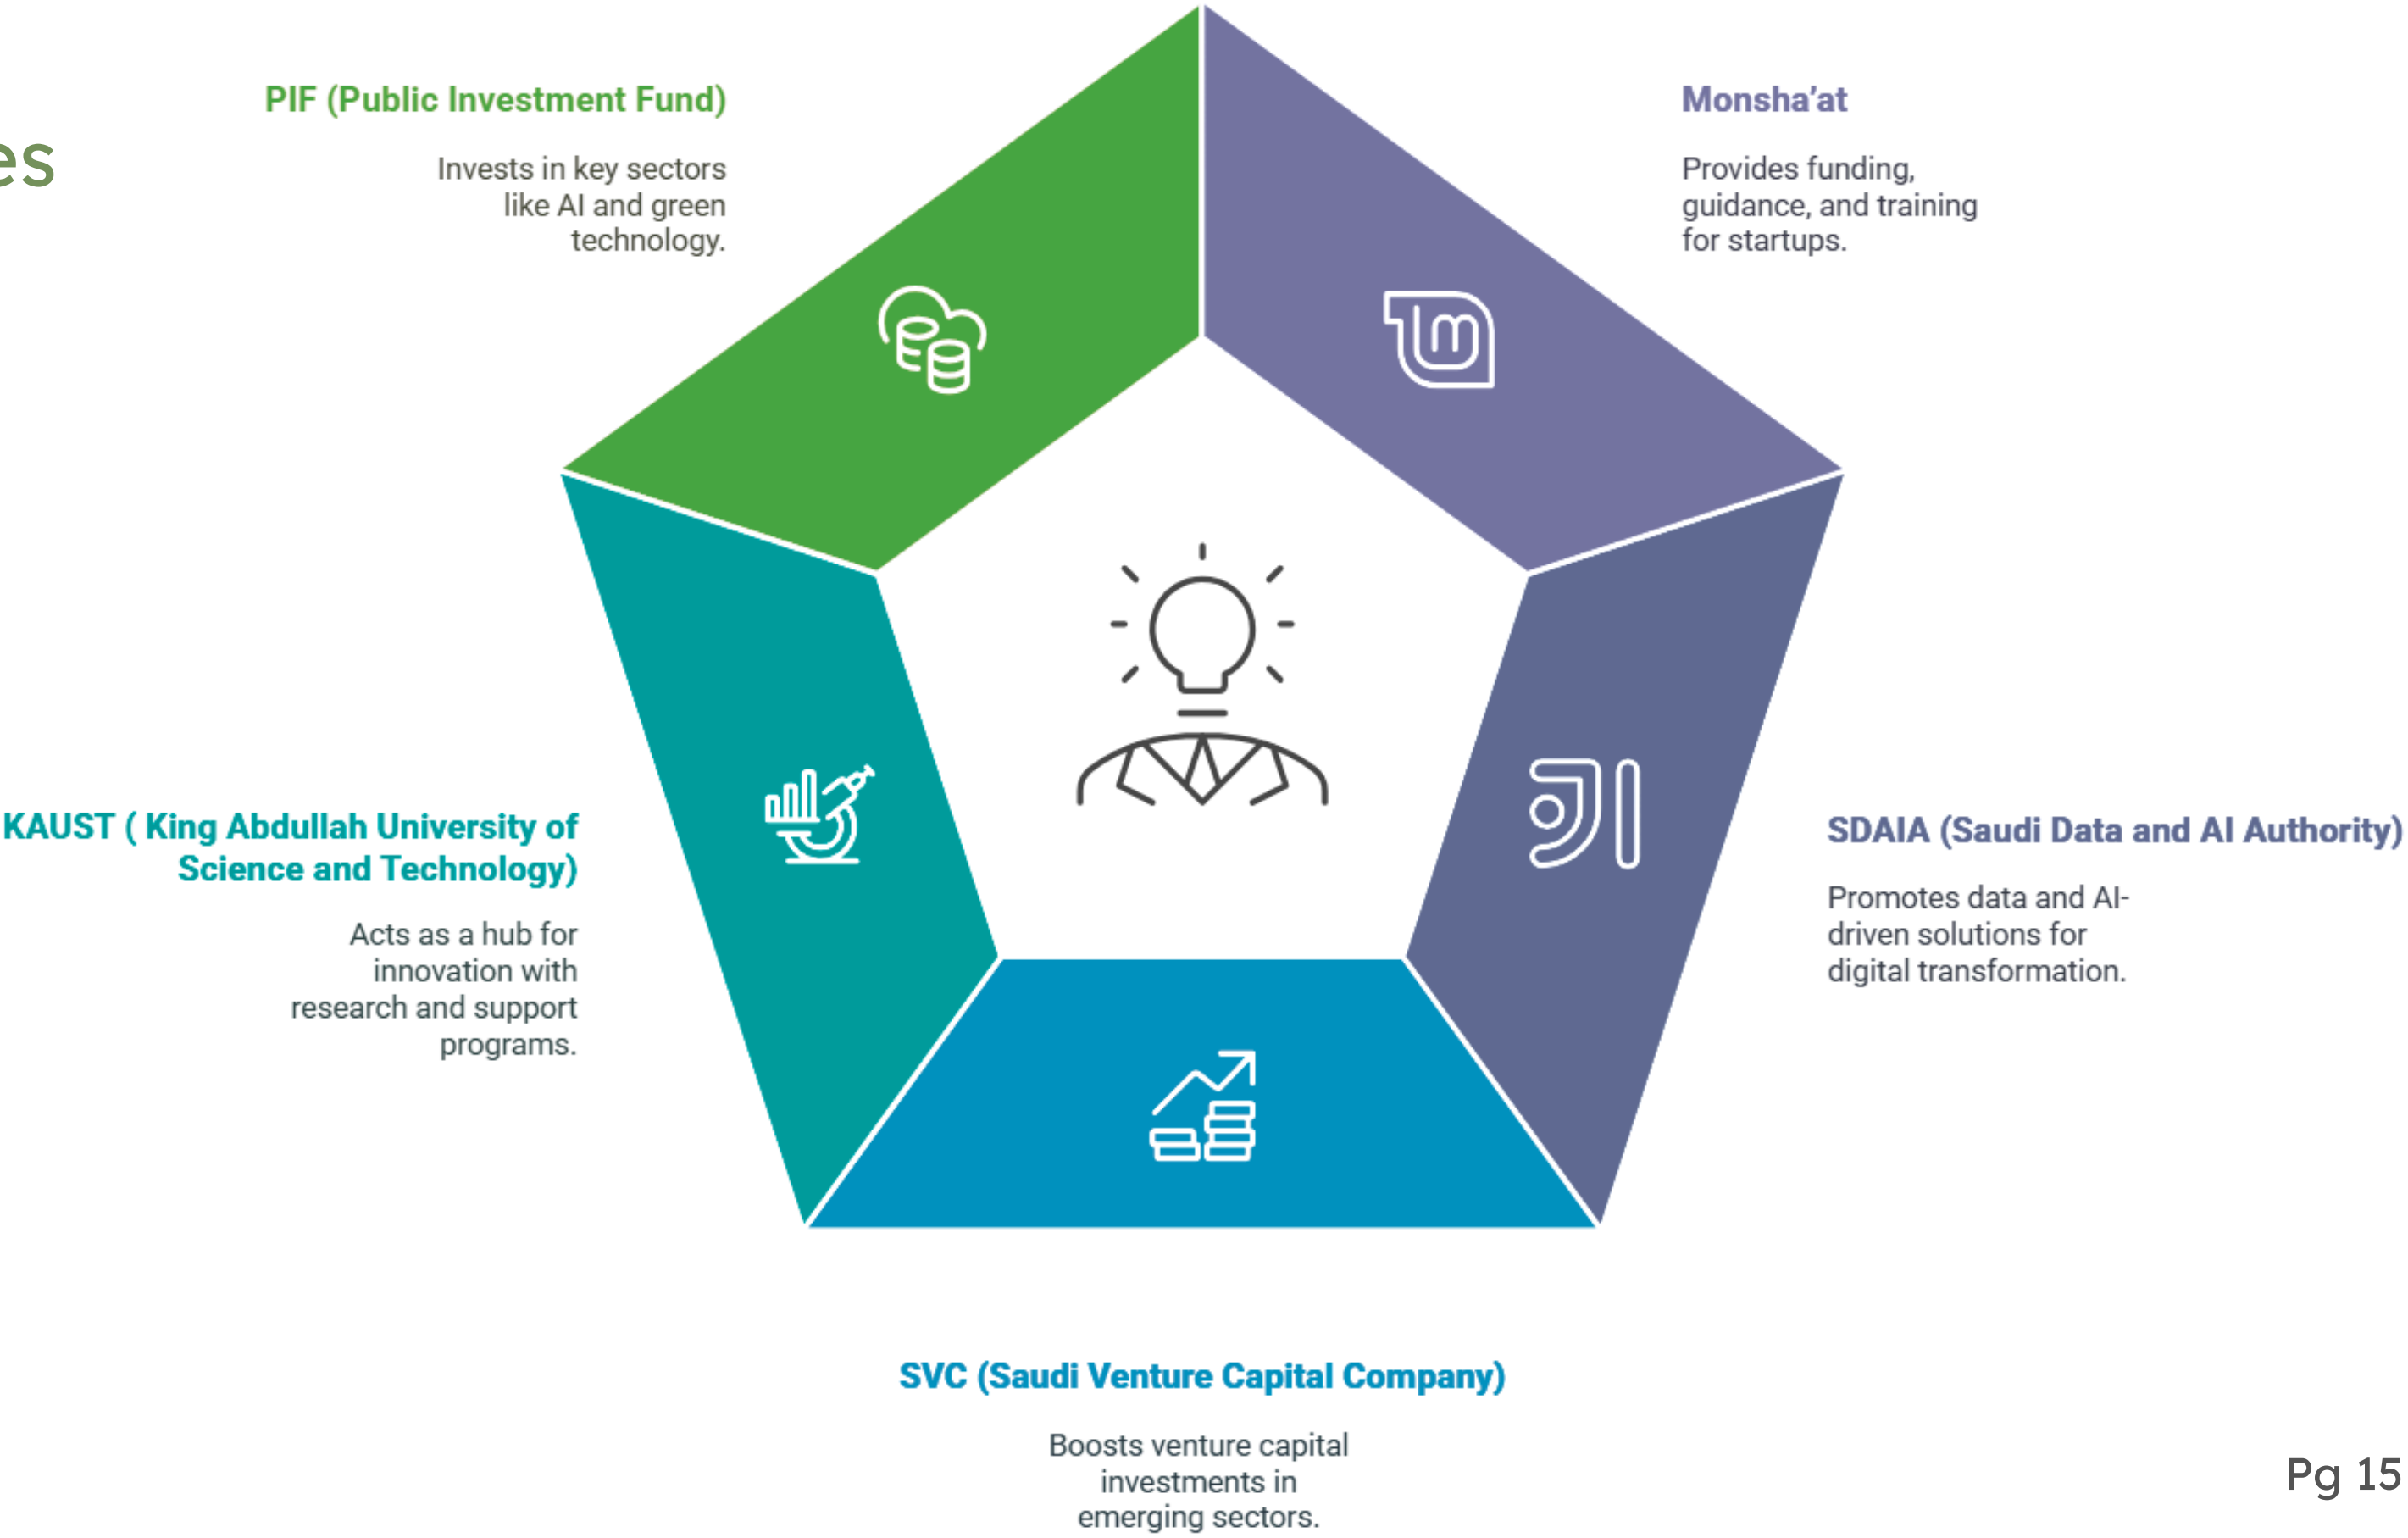 es
PIF (Public Investment Fund)
Invests in key sectors
like AI and green
technology.
Monsha'at
Provides funding,
guidance, and training
for startups.
KAUST ( King Abdullah University of
Science and Technology)
Acts as a hub for
innovation with
research and support
programs.
SDAIA (Saudi Data and AI Authority)
Promotes data and AI-
driven solutions for
digital transformation.
SVC (Saudi Venture Capital Company)
Boosts venture capital
investments in
emerging sectors.
Pg 15